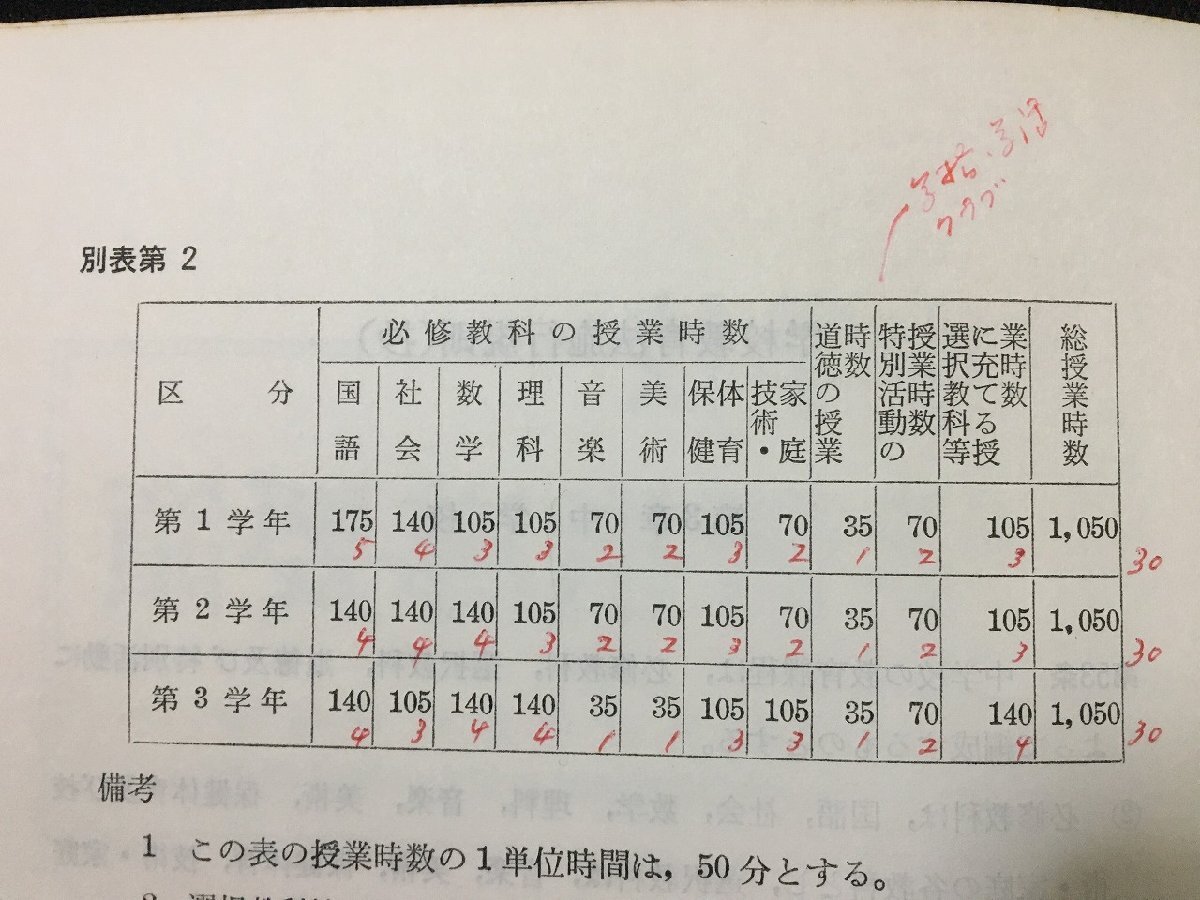 学活
クラブ
別表第 2
区分 必修教科の授業時数 道徳の授業時数 特別活動の授業時数 選択教科等に充てる授業時数 総授業時数
国語 社会 数学 理科 音楽 美術 保健体育 技術・家庭
第1学年 175 140 105 105 70 70 105 70 35 70 105 1,050
5 4 3 3 2 2 3 2 1 2 3 30
第2学年 140 140 140 105 70 70 105 70 35 70 105 1,050
4 4 4 3 2 2 3 2 1 2 3 30
第3学年 140 105 140 140 35 35 105 105 35 70 140 1,050
4 3 4 4 1 1 3 3 1 2 4 30
備考
1 この表の授業時数の1単位時間は，50分とする。